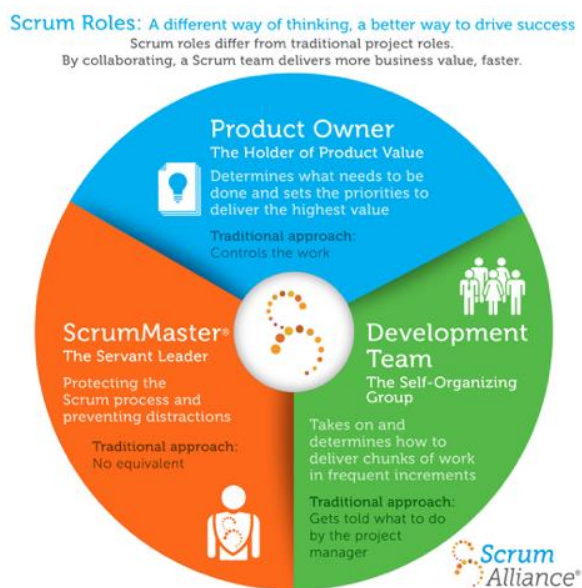 Scrum Roles: A different way of thinking, a better way to drive success
Scrum roles differ from traditional project roles.
By collaborating, a Scrum team delivers more business value, faster.
Product Owner
The Holder of Product Value
Determines what needs to be
done and sets the priorities to
deliver the highest value
Traditional approach:
Controls the work
ScrumMaster®
The Servant Leader
Protecting the
Scrum process and
preventing distractions
Traditional approach:
No equivalent
Development
Team
The Self-Organizing
Group
Takes on and
determines how to
deliver chunks of work
in frequent increments
Traditional approach:
Gets told what to do
by the project
manager
Scrum
Alliance®